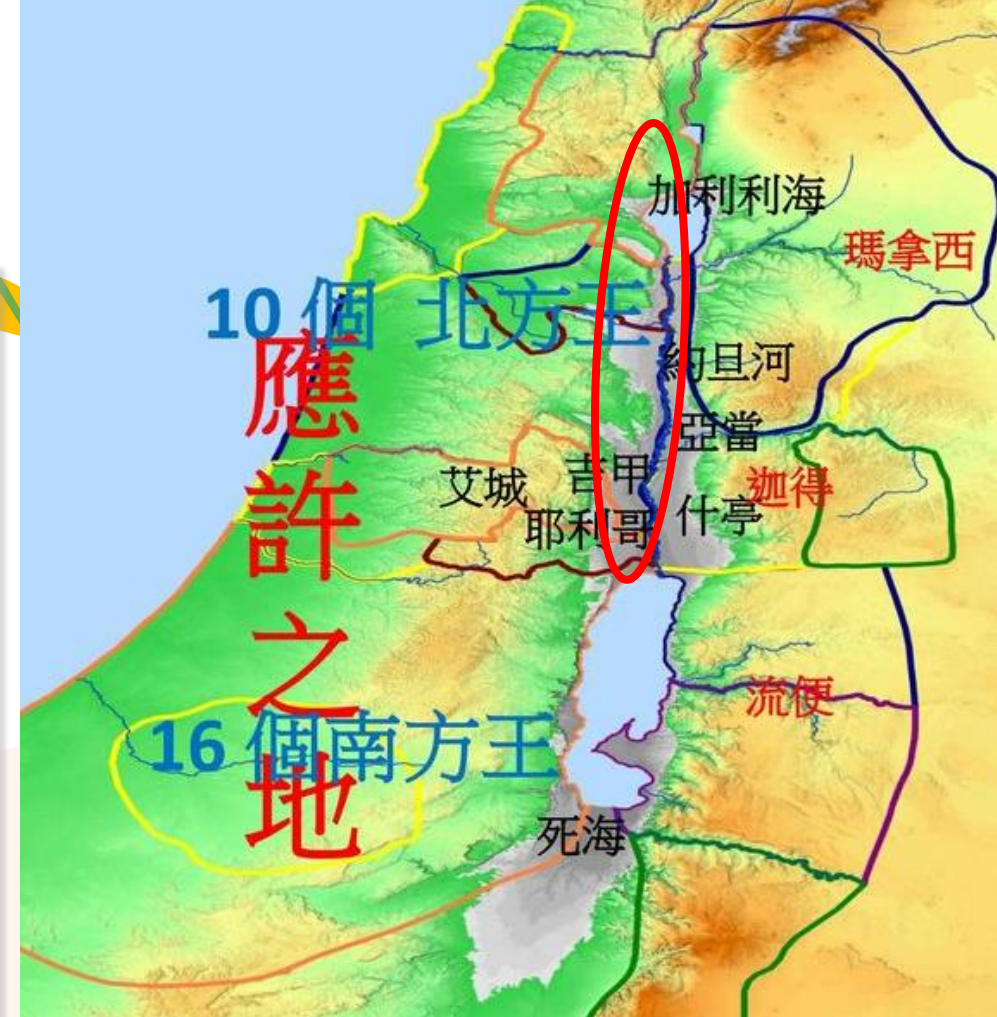 加利利海
瑪拿西
10 個 北方王
應許之地
約旦河
亞當
吉甲
艾城
迦得
什亭
耶利哥
流便
16 個南方王
死海